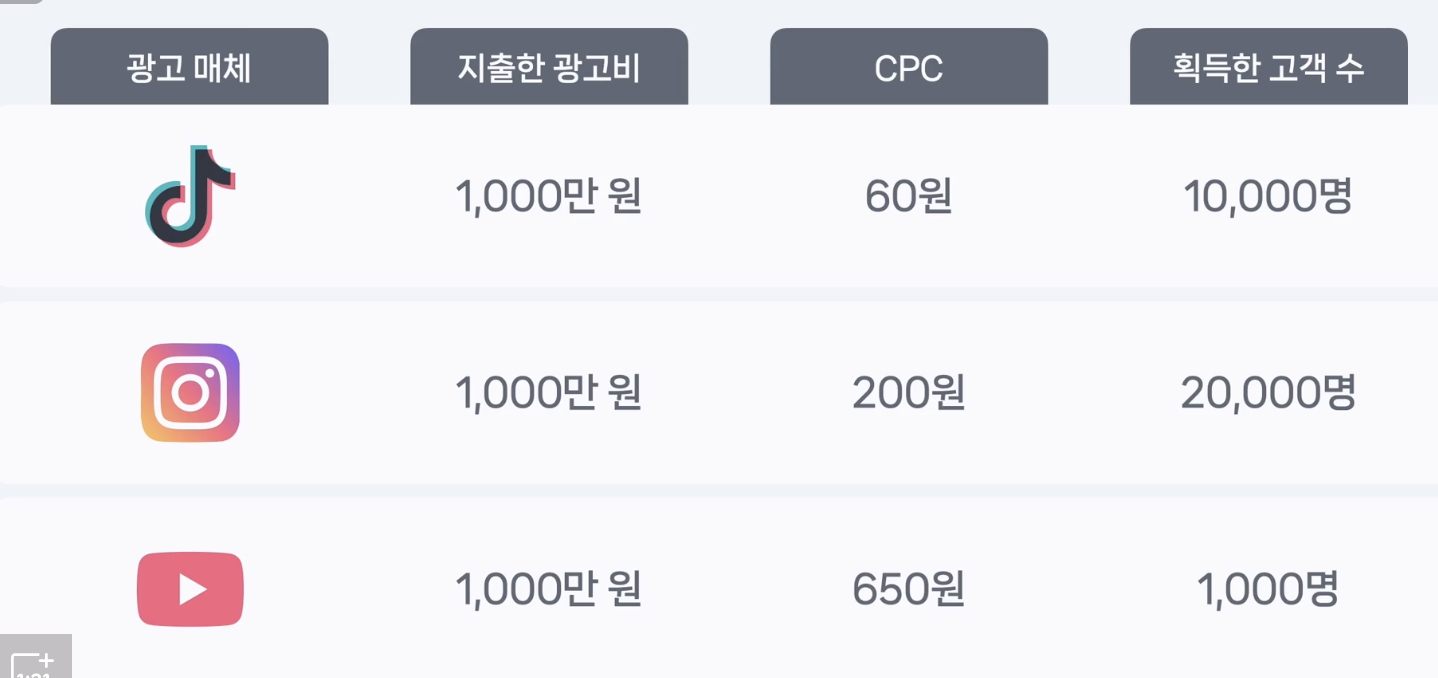 광고 매체 지출한 광고비 CPC 획득한 고객 수
1,000만 원 60원 10,000명
1,000만 원 200원 20,000명
1,000만 원 650원 1,000명